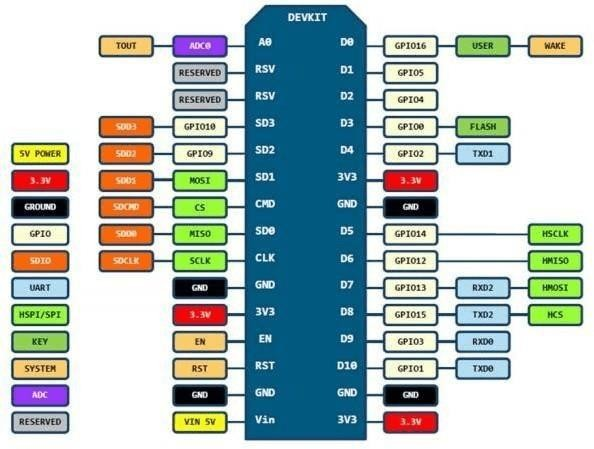 DEVKIT
TOUT ADC0 A0 D0 GPIO16 USER WAKE
RESERVED RSV D1 GPIO5
RESERVED RSV D2 GPIO4
SDD3 GPIO10 SD3 D3 GPIO0 FLASH
5V POWER SDD2 GPIO9 SD2 D4 GPIO2 TXD1
3.3V SDD1 MOSI SD1 3V3 3.3V
GROUND SDCMD CS CMD GND GND
GPIO SDD0 MISO SD0 D5 GPIO14 HSCLK
SDIO SDCLK SCLK CLK D6 GPIO12 HMISO
UART GND GND D7 GPIO13 RXD2 HMOSI
HSPI/SPI 3.3V 3V3 D8 GPIO15 TXD2 HCS
KEY EN EN D9 GPIO3 RXD0
SYSTEM RST RST D10 GPIO1 TXD0
ADC GND GND GND GND
RESERVED VIN 5V Vin 3V3 3.3V